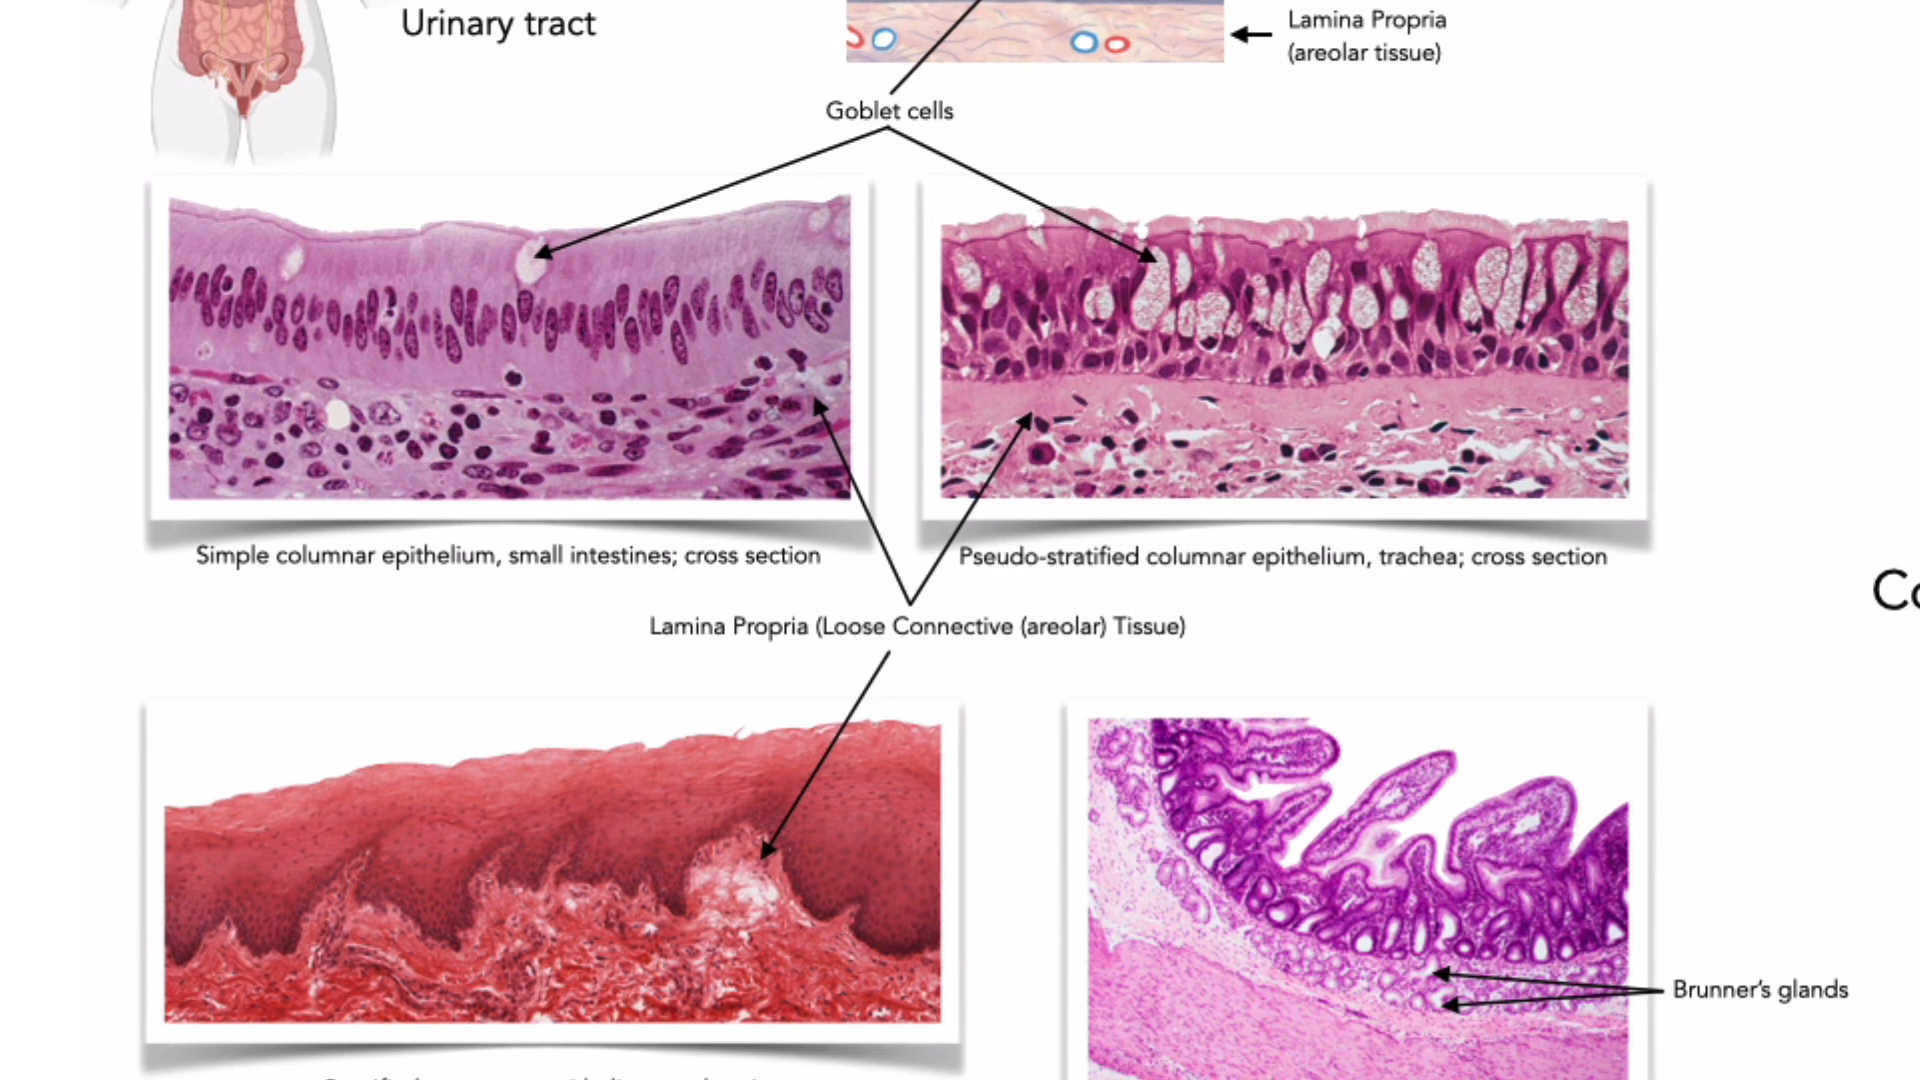 Urinary tract
Lamina Propria
(areolar tissue)
Goblet cells
Simple columnar epithelium, small intestines; cross section
Pseudo-stratified columnar epithelium, trachea; cross section
Lamina Propria (Loose Connective (areolar) Tissue)
Brunner's glands